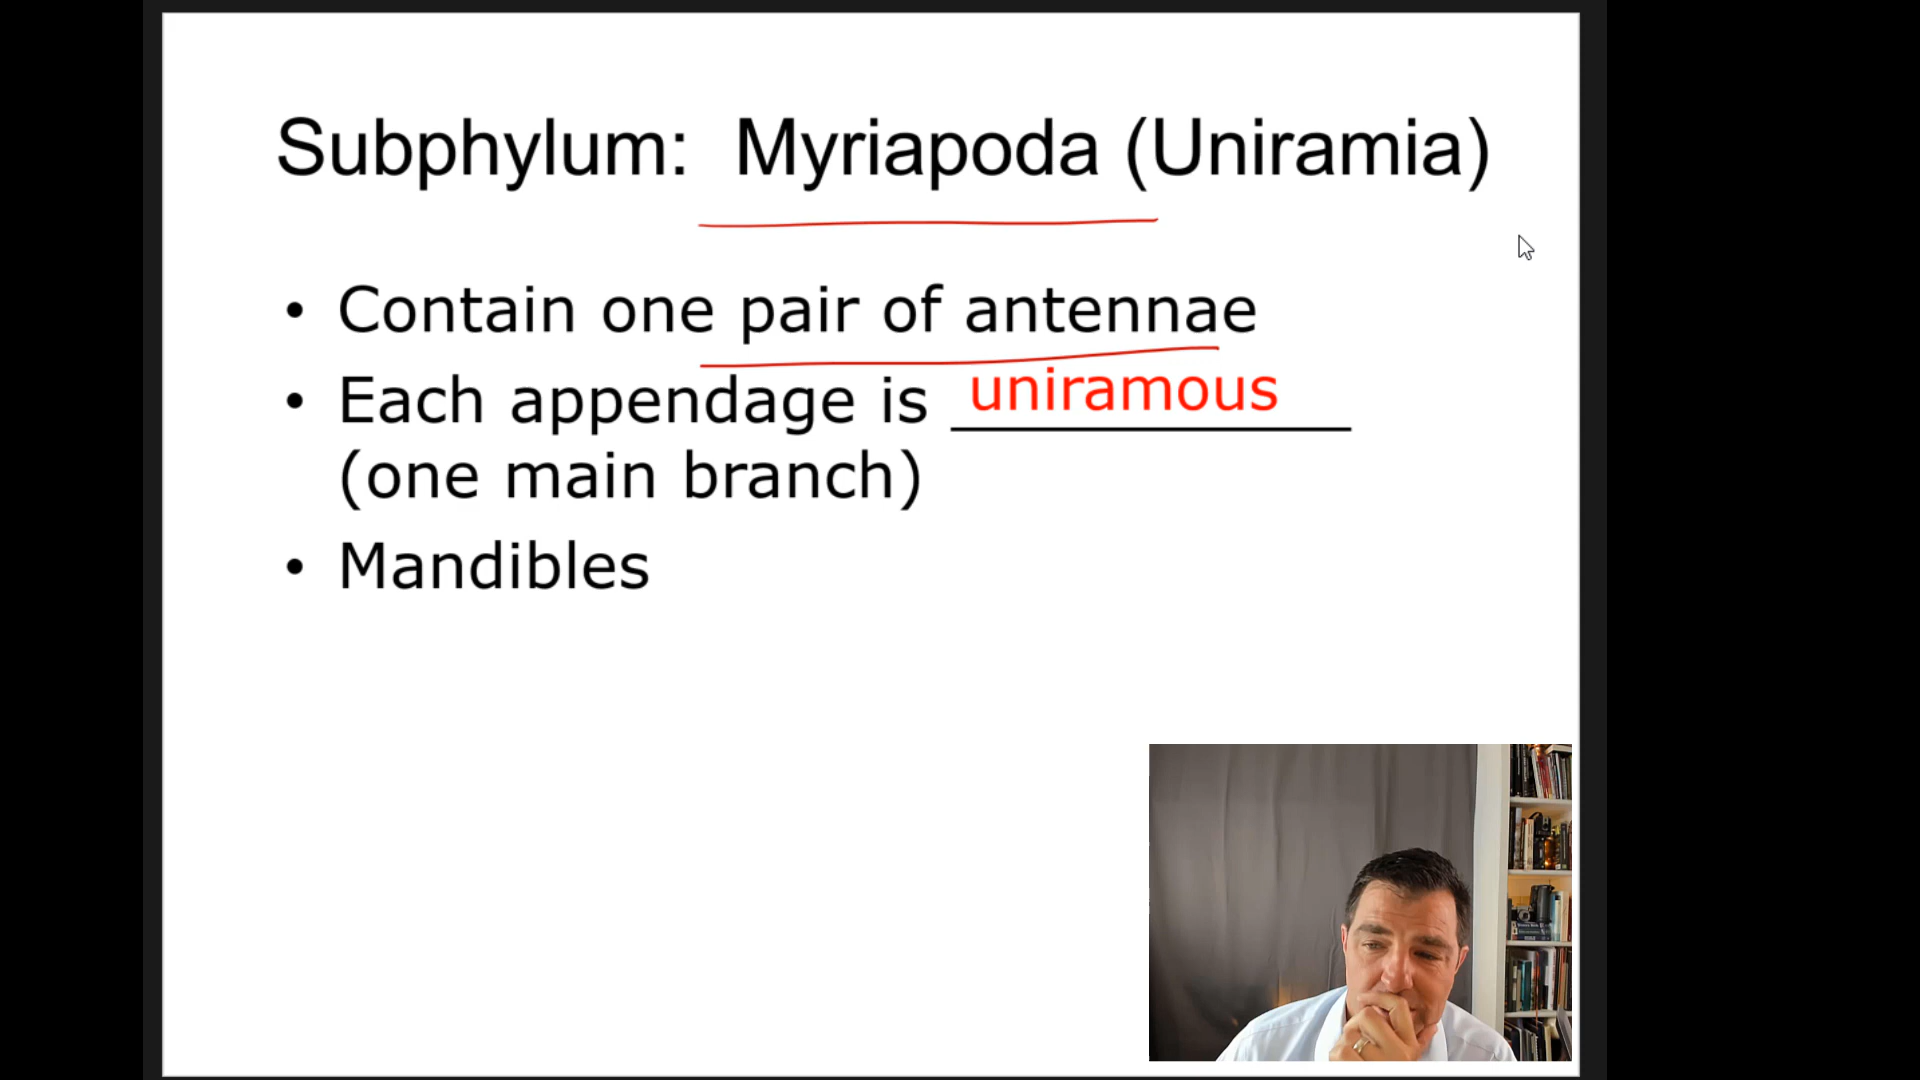 Subphylum: Myriapoda (Uniramia)
• Contain one pair of antennae
• Each appendage is uniramous
(one main branch)
• Mandibles